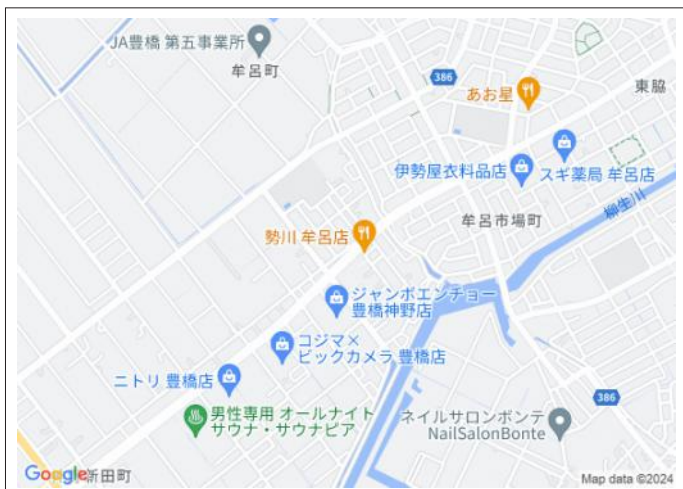 JA豊橋 第五事業所
牟呂町
386
あお星
東脇
伊勢屋衣料品店
スギ薬局 牟呂店
牟呂市場町
柳生川
勢川 牟呂店
ジャンボエンチョー
豊橋神野店
コジマ×
ビックカメラ 豊橋店
ニトリ 豊橋店
男性専用 オールナイト
サウナ・サウナピア
386
ネイルサロンボンテ
NailSalonBonte
Google
新田町
Map data ©2024